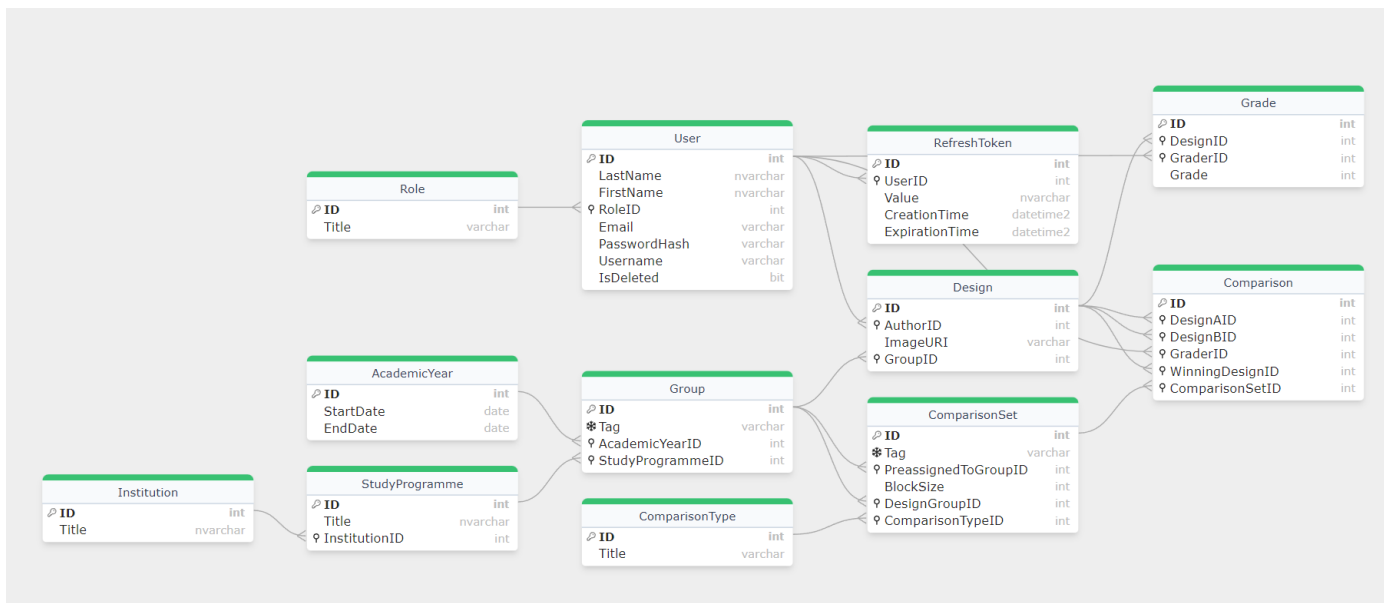 Grade
ID int
DesignID int
GraderID int
Grade int
User
ID int
LastName nvarchar
FirstName nvarchar
RoleID int
Email varchar
PasswordHash varchar
Username varchar
IsDeleted bit
RefreshToken
ID int
UserID int
Value nvarchar
CreationTime datetime2
ExpirationTime datetime2
Role
ID int
Title varchar
Design
ID int
AuthorID int
ImageURI varchar
GroupID int
Comparison
ID int
DesignAID int
DesignBID int
GraderID int
WinningDesignID int
ComparisonSetID int
AcademicYear
ID int
StartDate date
EndDate date
Group
ID int
Tag varchar
AcademicYearID int
StudyProgrammeID int
ComparisonSet
ID int
Tag varchar
PreassignedToGroupID int
BlockSize int
DesignGroupID int
ComparisonTypeID int
Institution
ID int
Title nvarchar
StudyProgramme
ID int
Title nvarchar
InstitutionID int
ComparisonType
ID int
Title varchar